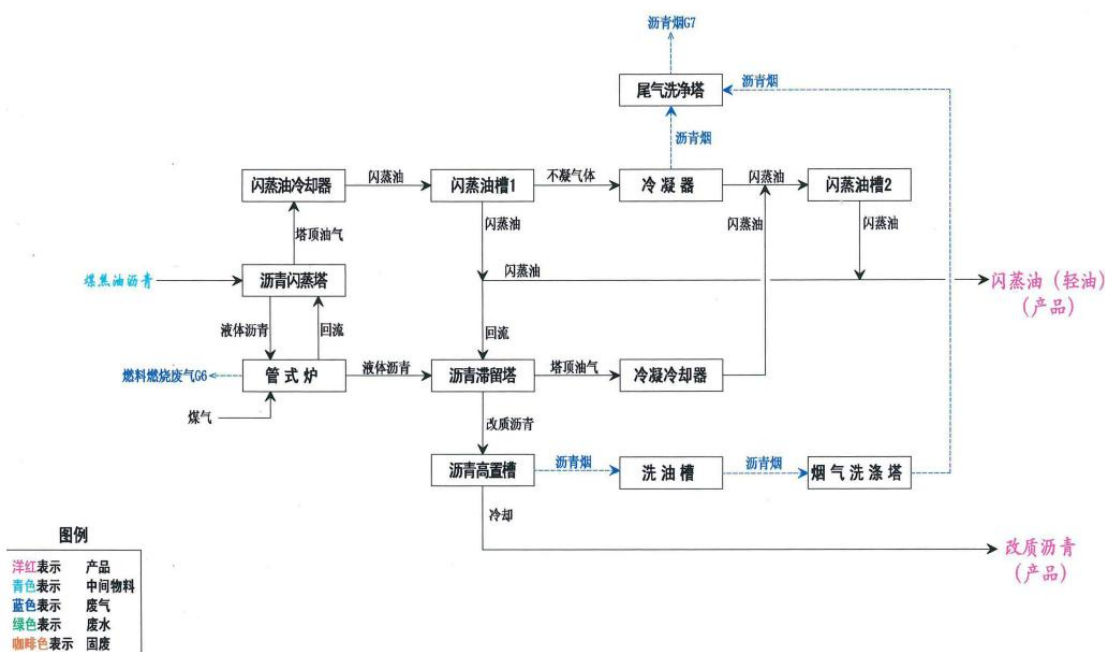 沥青烟G7
尾气洗净塔
沥青烟
沥青烟
闪蒸油冷却器
闪蒸油
闪蒸油槽1
不凝气体
冷凝器
闪蒸油
闪蒸油槽2
塔顶油气
闪蒸油
闪蒸油
闪蒸油
煤焦油沥青
沥青闪蒸塔
闪蒸油
闪蒸油（轻油）
（产品）
液体沥青
回流
回流
燃料燃烧废气G6
管式炉
液体沥青
沥青滞留塔
塔顶油气
冷凝冷却器
煤气
改质沥青
沥青高置槽
沥青烟
洗油槽
沥青烟
烟气洗涤塔
冷却
改质沥青
（产品）
图例
洋红表示 产品
青色表示 中间物料
蓝色表示 废气
绿色表示 废水
咖啡色表示 固废